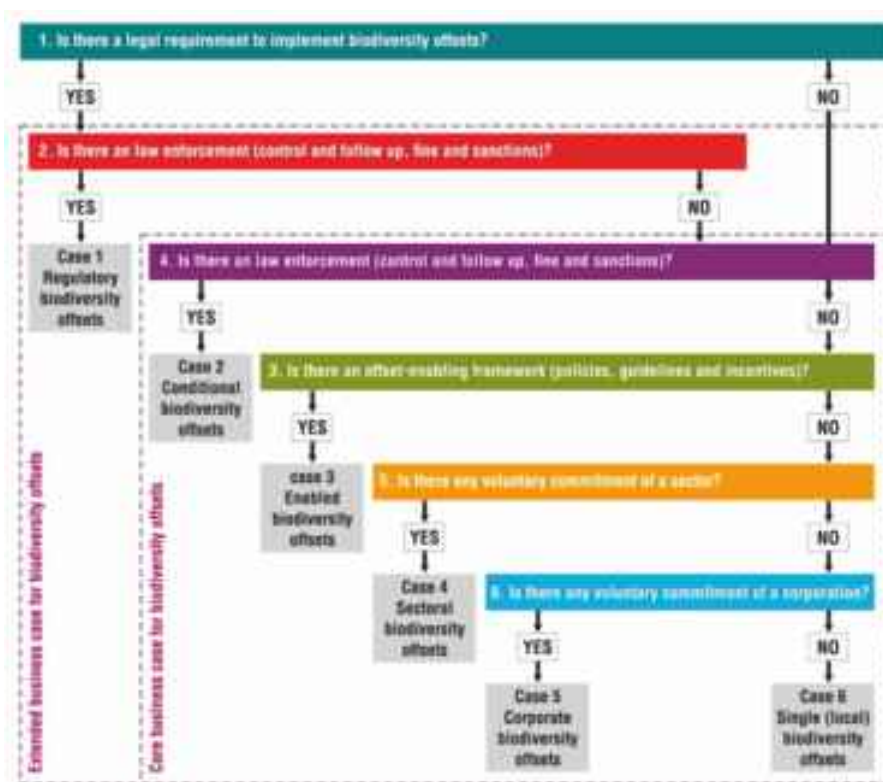 1. Is there a legal requirement to implement biodiversity offsets?
YES
NO
2. Is there an law enforcement (control and follow up, fine and sanctions)?
YES
NO
Case 1
Regulatory
biodiversity
offsets
4. Is there an law enforcement (control and follow up, fine and sanctions)?
YES
NO
Case 2
Conditional
biodiversity
offsets
3. Is there an offset-enabling framework (policies, guidelines and incentives)?
YES
NO
case 3
Enabled
biodiversity
offsets
5. Is there any voluntary commitment of a sector?
YES
NO
Case 4
Sectoral
biodiversity
offsets
6. Is there any voluntary commitment of a corporation?
YES
NO
Case 5
Corporate
biodiversity
offsets
Case 6
Single (local)
biodiversity
offsets
Extended business case for biodiversity offsets
Core business case for biodiversity offsets